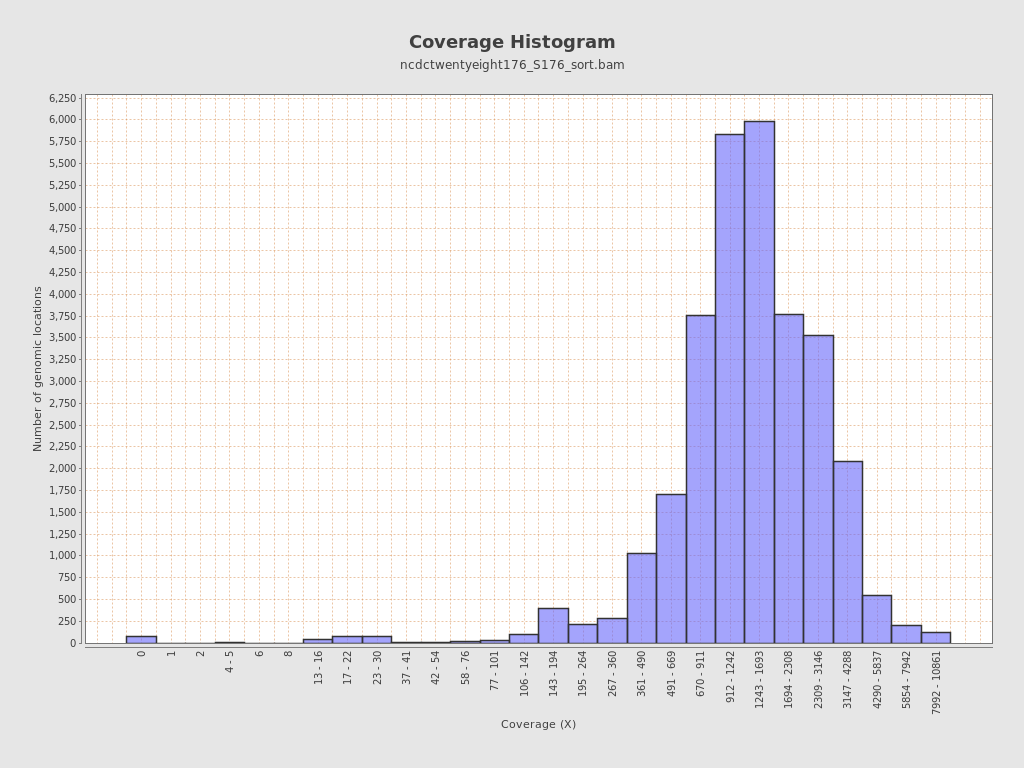 Coverage Histogram
ncdctwentyeight176_S176_sort.bam
Number of genomic locations
6,250
6,000
5,750
5,500
5,250
5,000
4,750
4,500
4,250
4,000
3,750
3,500
3,250
3,000
2,750
2,500
2,250
2,000
1,750
1,500
1,250
1,000
750
500
250
0
0
1
2
4 - 5
6
8
13 - 16
17 - 22
23 - 30
37 - 41
42 - 54
58 - 76
77 - 101
106 - 142
143 - 194
195 - 264
267 - 360
361 - 490
491 - 669
670 - 911
912 - 1242
1243 - 1693
1694 - 2308
2309 - 3146
3147 - 4288
4290 - 5837
5854 - 7942
7992 - 10861
Coverage (X)